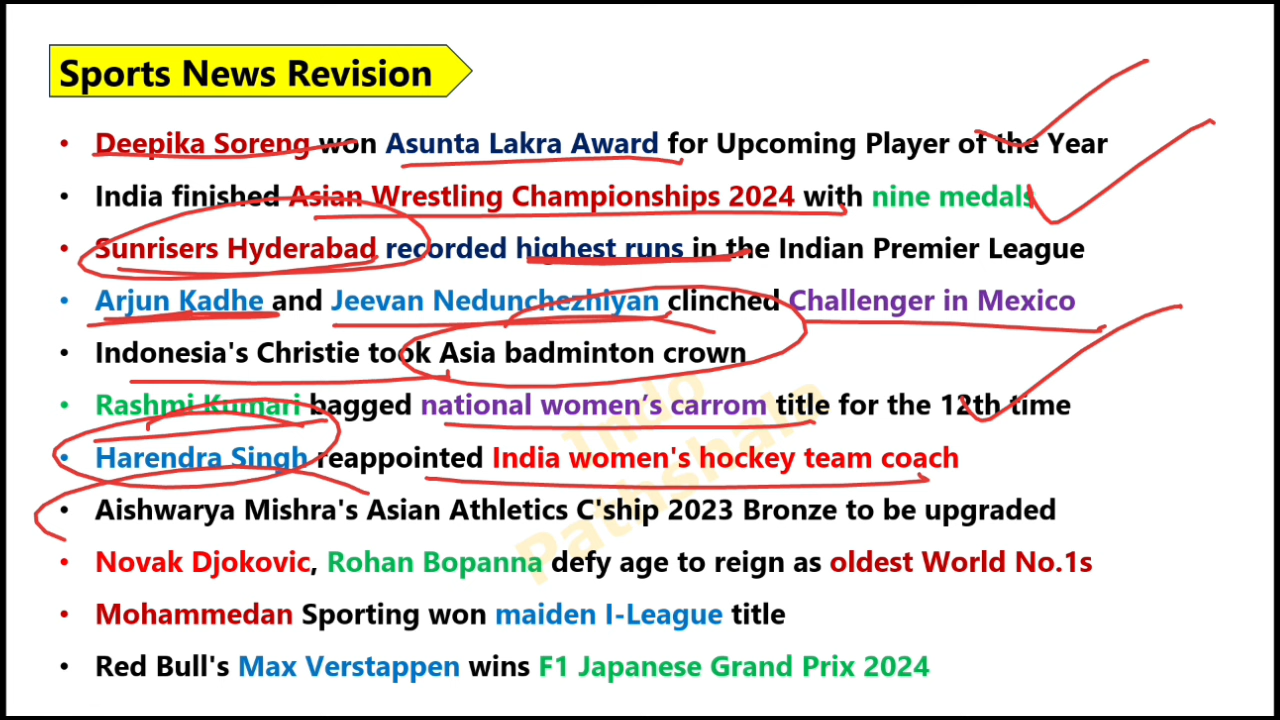 Sports News Revision
• Deepika Soreng won Asunta Lakra Award for Upcoming Player of the Year
• India finished Asian Wrestling Championships 2024 with nine medals
• Sunrisers Hyderabad recorded highest runs in the Indian Premier League
• Arjun Kadhe and Jeevan Nedunchezhiyan clinched Challenger in Mexico
• Indonesia's Christie took Asia badminton crown
• Rashmi Kumari bagged national women’s carrom title for the 12th time
• Harendra Singh reappointed India women's hockey team coach
• Aishwarya Mishra's Asian Athletics C'ship 2023 Bronze to be upgraded
• Novak Djokovic, Rohan Bopanna defy age to reign as oldest World No.1s
• Mohammedan Sporting won maiden I-League title
• Red Bull's Max Verstappen wins F1 Japanese Grand Prix 2024
Indo
Pathshala